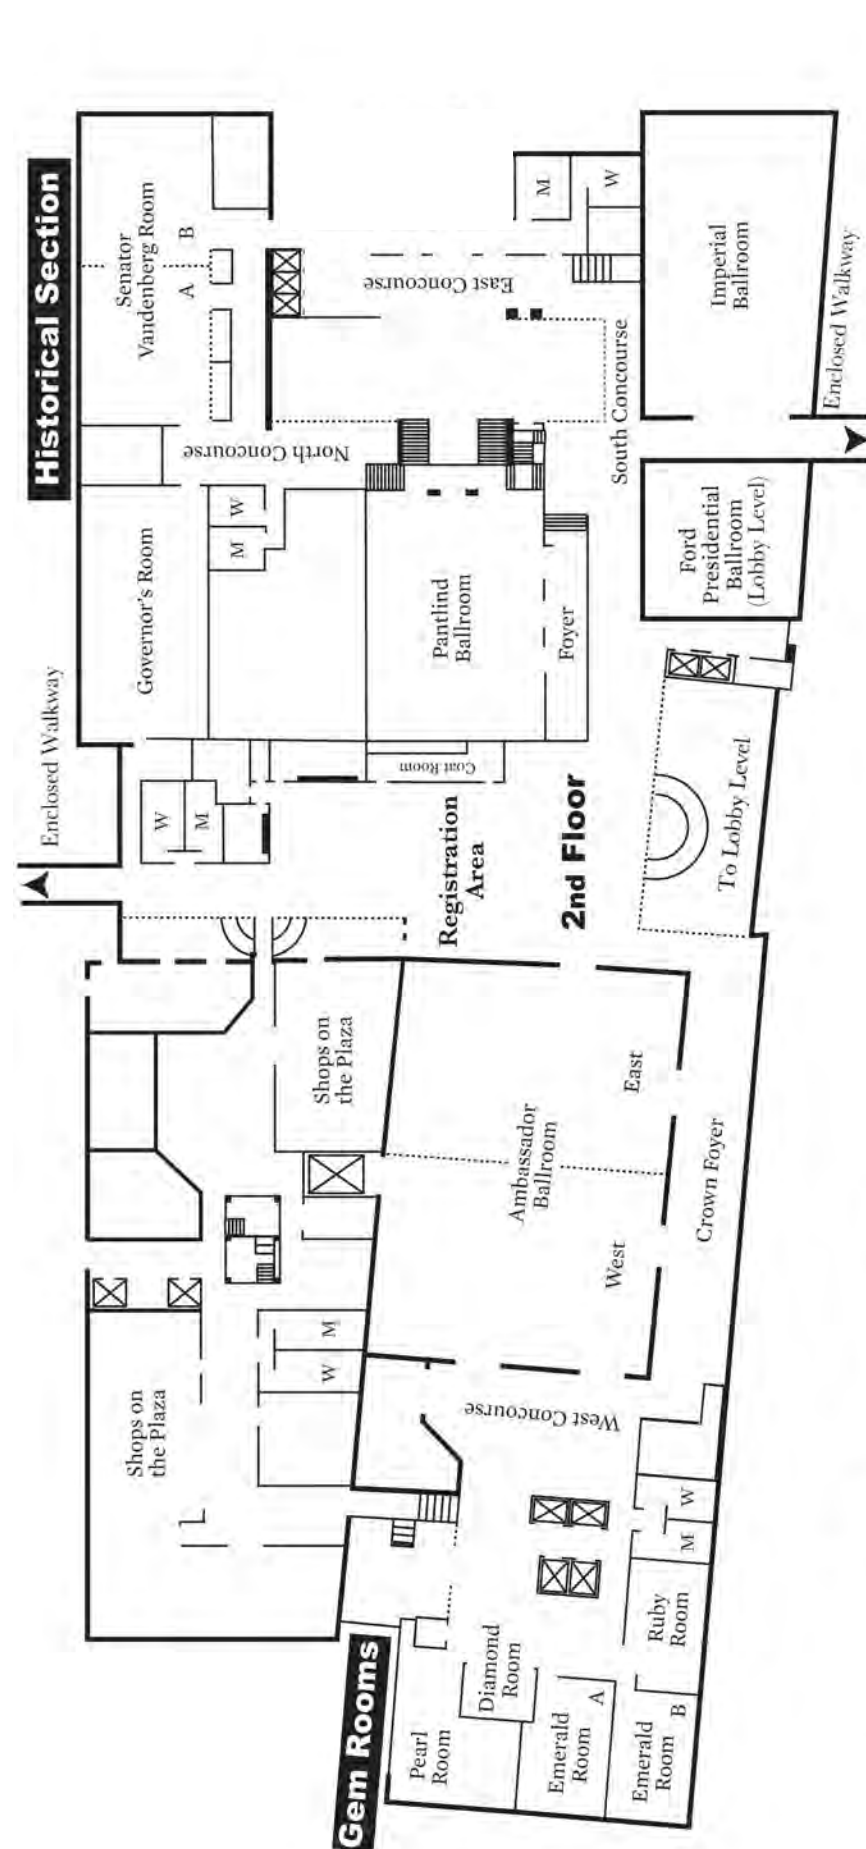 Historical Section
Senator
Vandenberg Room
A
B
M
W
East Concourse
Imperial
Ballroom
Enclosed Walkway
South Concourse
North Concourse
W
M
Governor's Room
Pantlind
Ballroom
Foyer
Ford
Presidential
Ballroom
(Lobby Level)
Enclosed Walkway
Coat Room
W
M
Registration
Area
2nd Floor
To Lobby Level
Shops on
the Plaza
Ambassador
Ballroom
East
West
Crown Foyer
M
W
Shops on
the Plaza
West Concourse
W
M
Ruby
Room
Diamond
Room
Pearl
Room
Emerald
Room
A
Emerald
Room
B
Gem Rooms